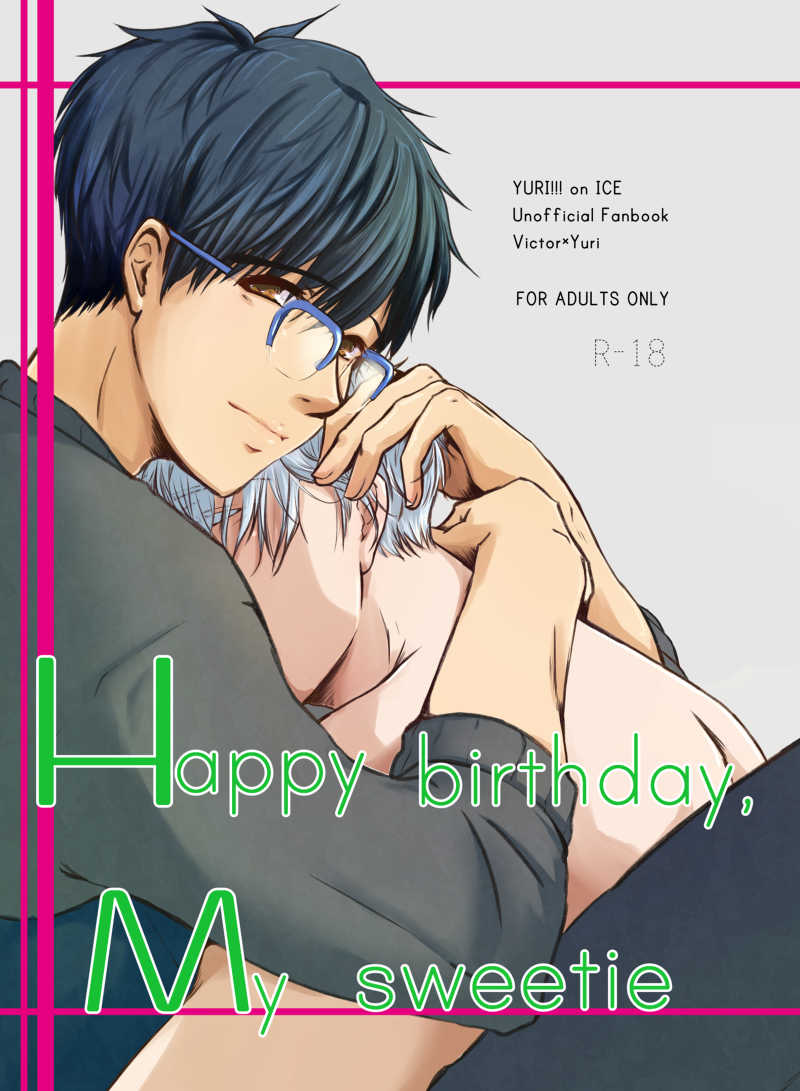 YURI!!! on ICE
Unofficial Fanbook
Victor×Yuri
FOR ADULTS ONLY
R-18
Happy birthday,
My sweetie